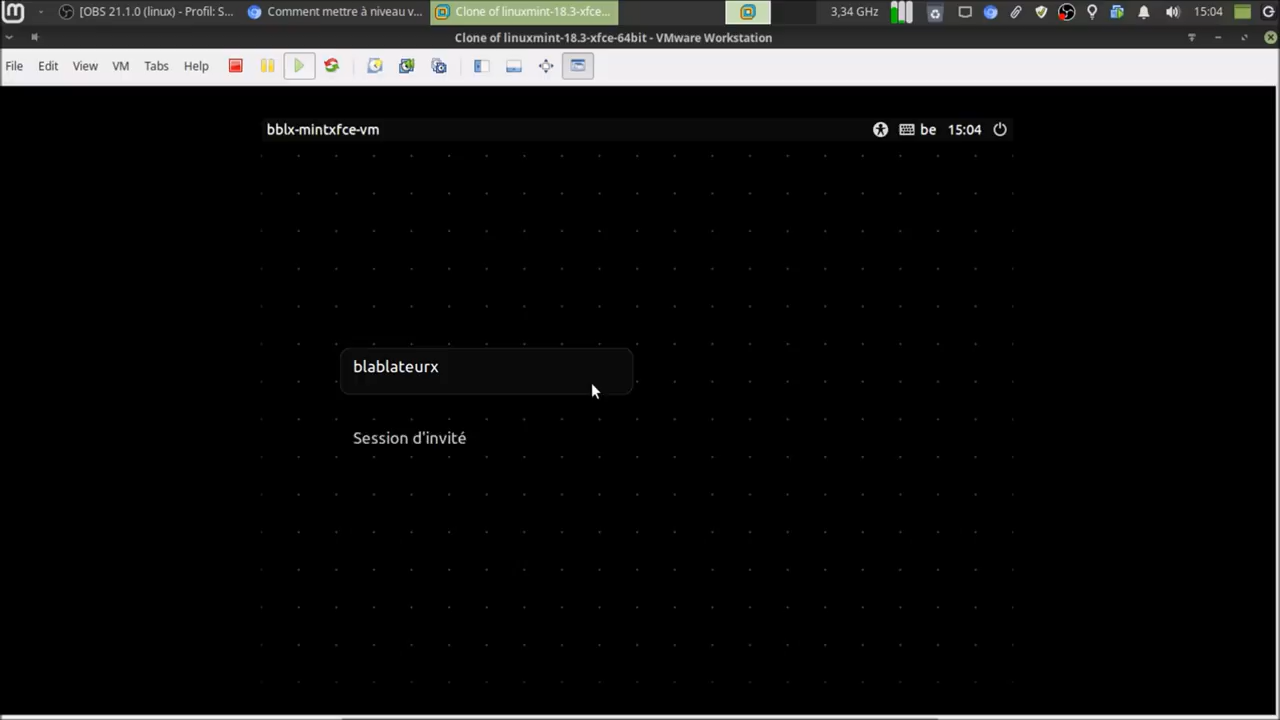 [OBS 21.1.0 (linux) - Profil: S... Comment mettre à niveau v... Clone of linuxmint-18.3-xfce... 3,34 GHz 15:04
Clone of linuxmint-18.3-xfce-64bit - VMware Workstation
File Edit View VM Tabs Help
bblx-mintxfce-vm be 15:04
blablateurx
Session d'invité